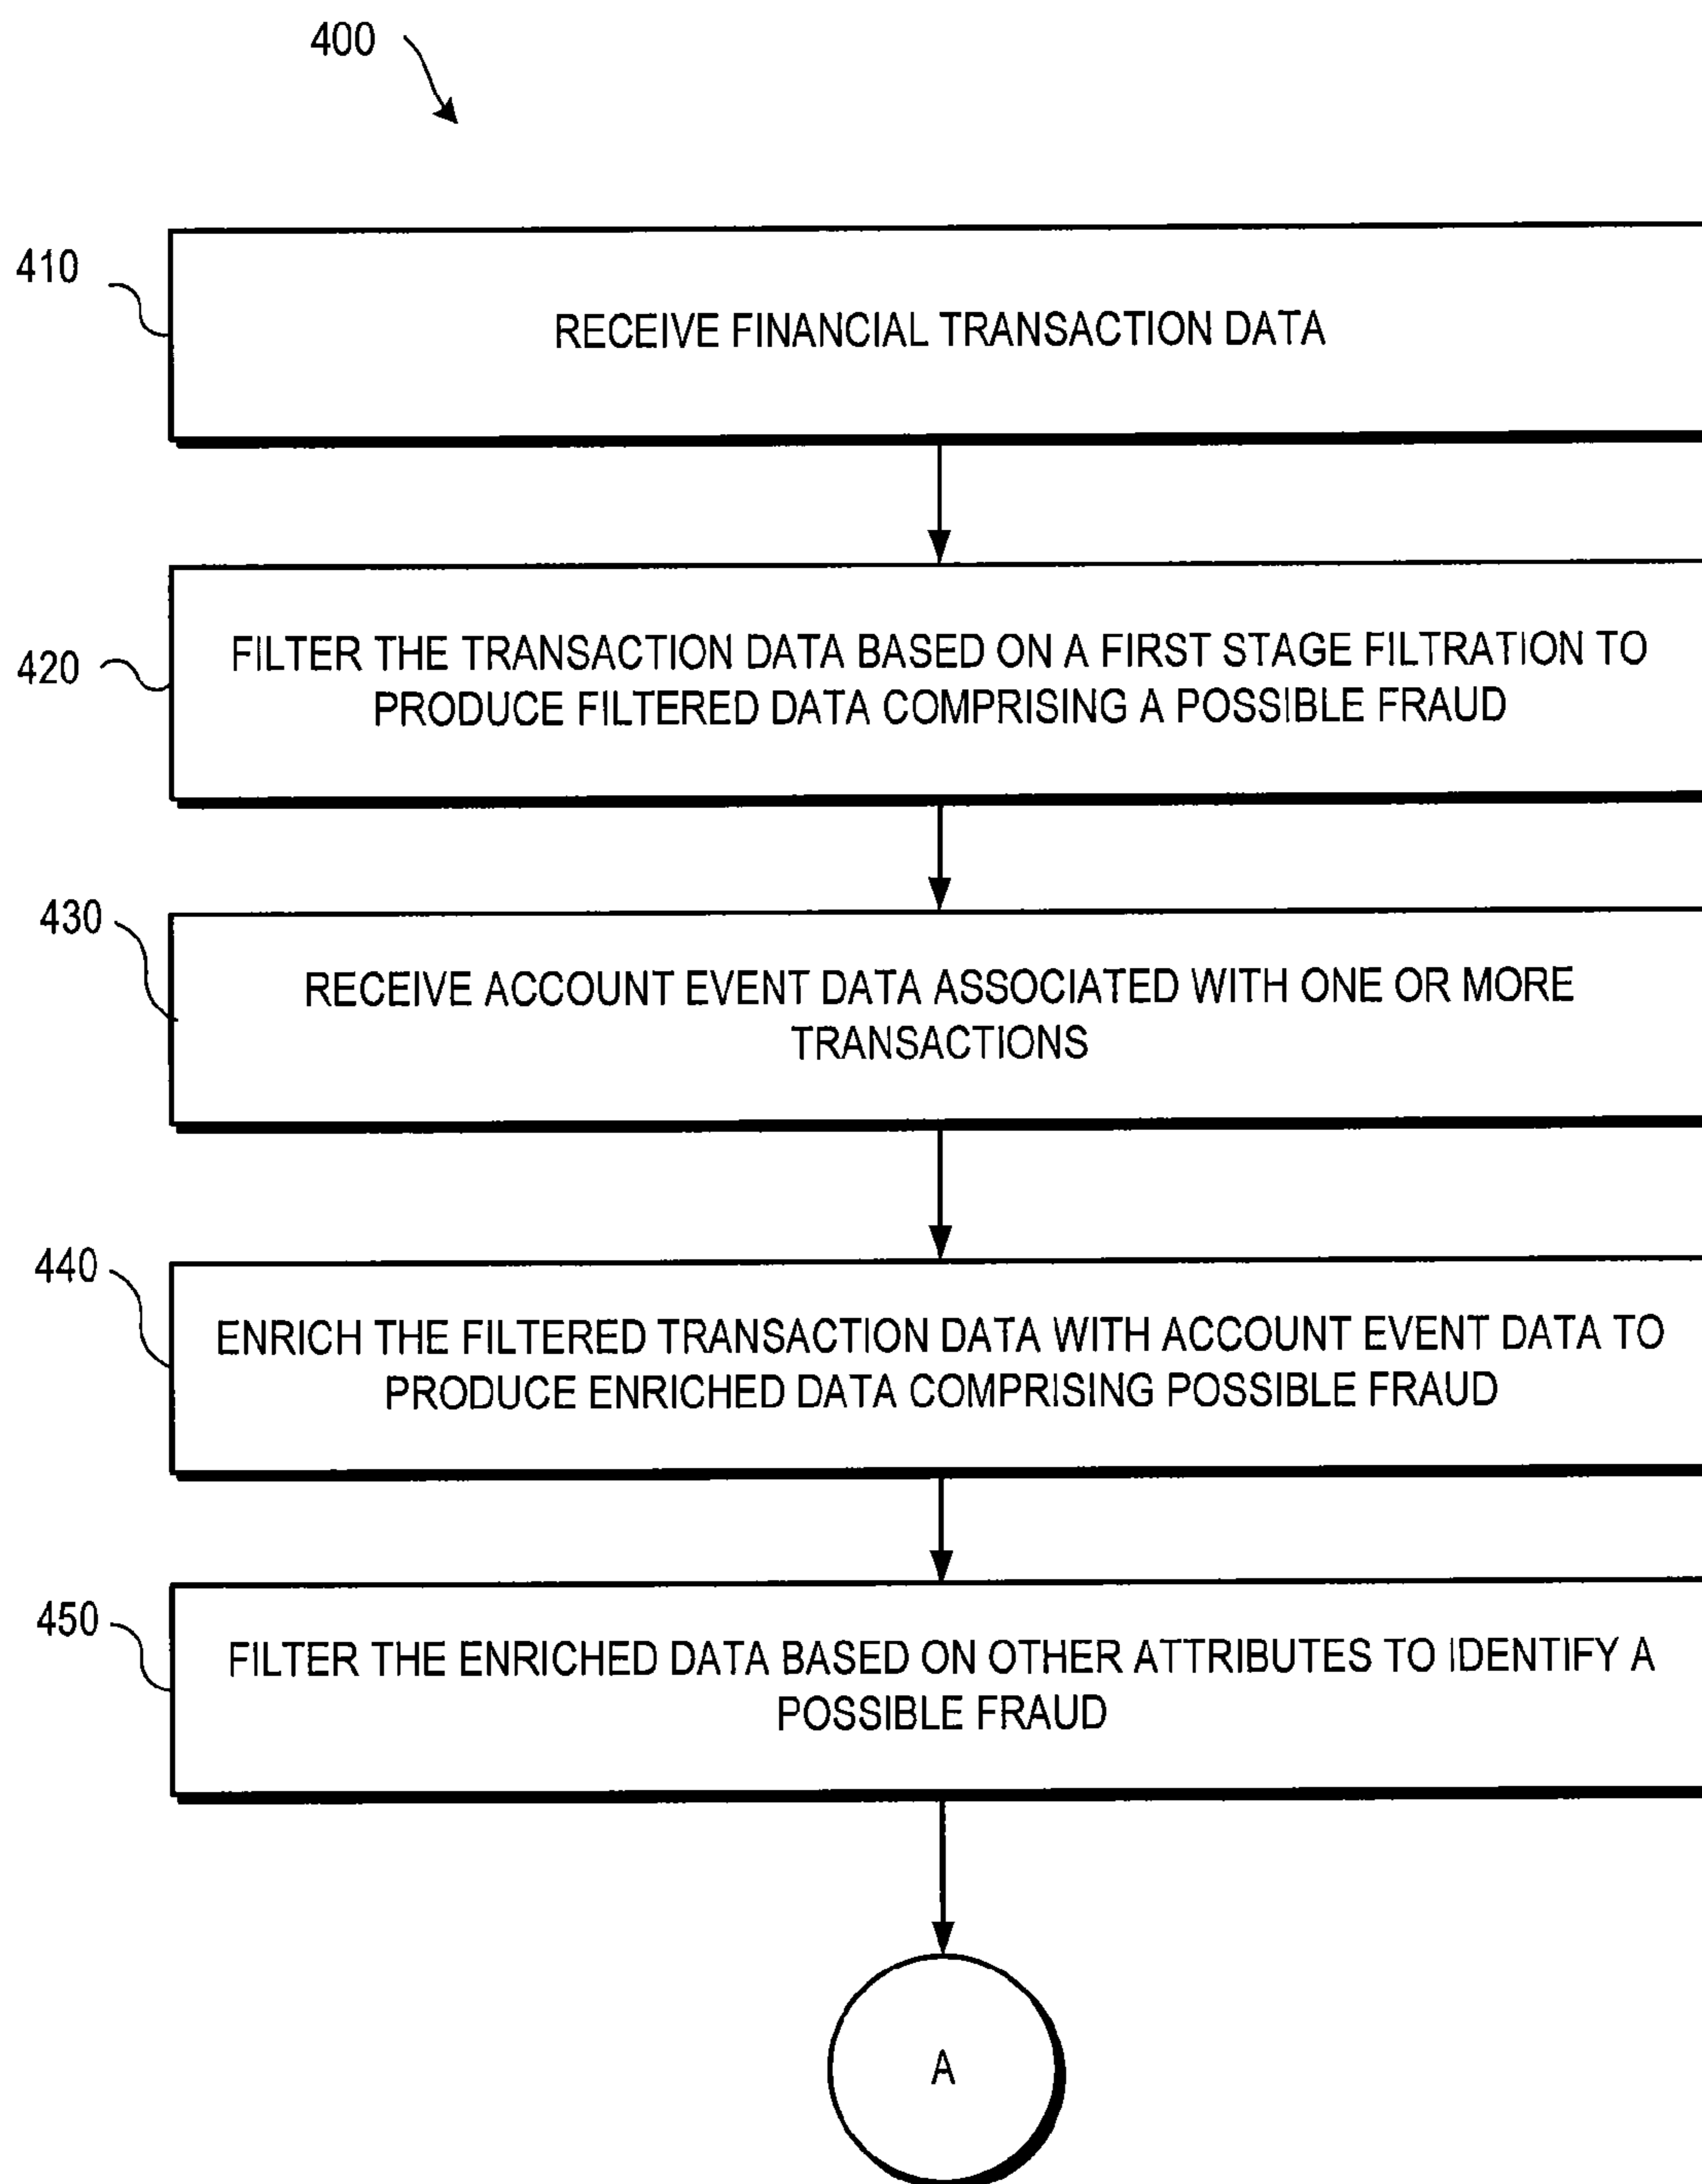 400
410
RECEIVE FINANCIAL TRANSACTION DATA
420
FILTER THE TRANSACTION DATA BASED ON A FIRST STAGE FILTRATION TO
PRODUCE FILTERED DATA COMPRISING A POSSIBLE FRAUD
430
RECEIVE ACCOUNT EVENT DATA ASSOCIATED WITH ONE OR MORE
TRANSACTIONS
440
ENRICH THE FILTERED TRANSACTION DATA WITH ACCOUNT EVENT DATA TO
PRODUCE ENRICHED DATA COMPRISING POSSIBLE FRAUD
450
FILTER THE ENRICHED DATA BASED ON OTHER ATTRIBUTES TO IDENTIFY A
POSSIBLE FRAUD
A